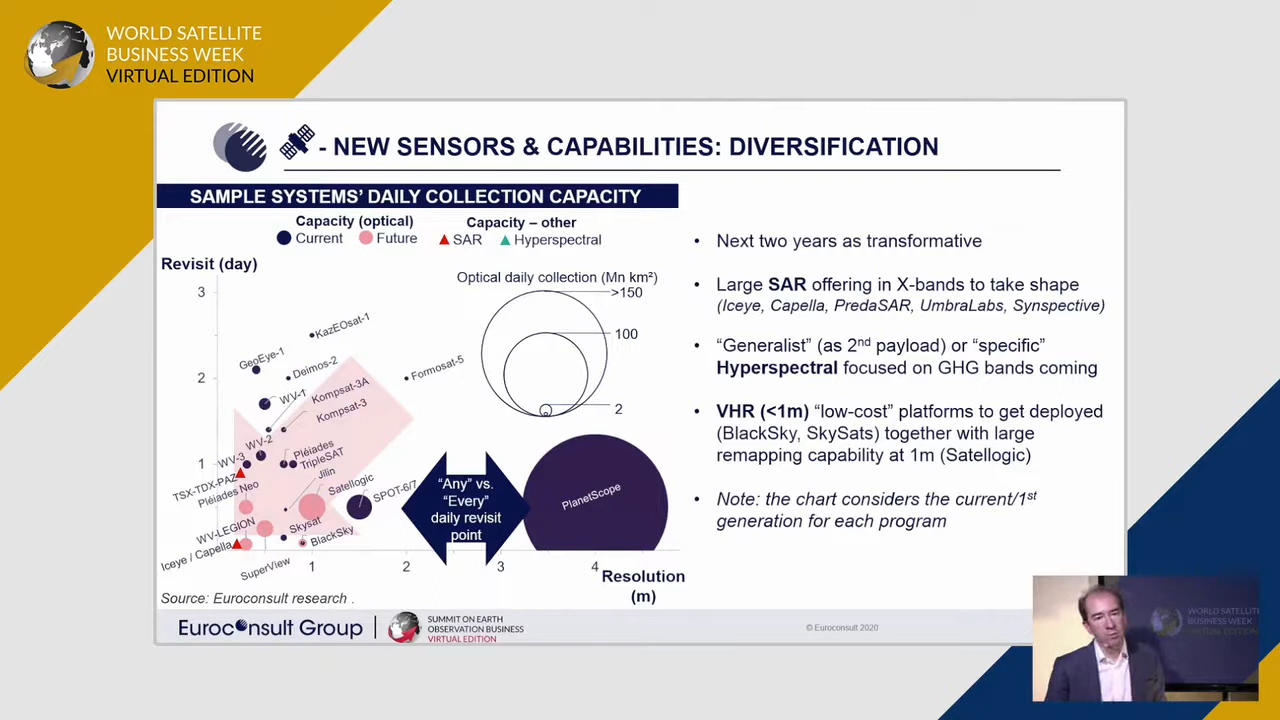 WORLD SATELLITE
BUSINESS WEEK
VIRTUAL EDITION
- NEW SENSORS & CAPABILITIES: DIVERSIFICATION
SAMPLE SYSTEMS' DAILY COLLECTION CAPACITY
Capacity (optical)
Current
Future
Capacity – other
SAR
Hyperspectral
Revisit (day)
Optical daily collection (Mn km²)
>150
100
2
3
2
1
KazEOsat-1
GeoEye-1
Deimos-2
Formosat-5
WV-1
Kompsat-3A
Kompsat-3
WV-2
WV-3
Pléiades
TripleSAT
TSX-TDX-PAZ
Jilin
Pléiades Neo
Satellogic
SPOT-6/7
WV-LEGION
Skysat
BlackSky
Iceye / Capella
SuperView
"Any" vs.
"Every"
daily revisit
point
PlanetScope
1
2
3
4
Resolution
(m)
Source: Euroconsult research .
• Next two years as transformative
• Large SAR offering in X-bands to take shape
(Iceye, Capella, PredaSAR, UmbraLabs, Synspective)
• "Generalist" (as 2nd payload) or "specific"
Hyperspectral focused on GHG bands coming
• VHR (<1m) "low-cost" platforms to get deployed
(BlackSky, SkySats) together with large
remapping capability at 1m (Satellogic)
• Note: the chart considers the current/1st
generation for each program
Euroconsult Group
SUMMIT ON EARTH
OBSERVATION BUSINESS
VIRTUAL EDITION
© Euroconsult 2020
WORLD SATELLITE
BUSINESS WEEK
VIRTUAL EDITION